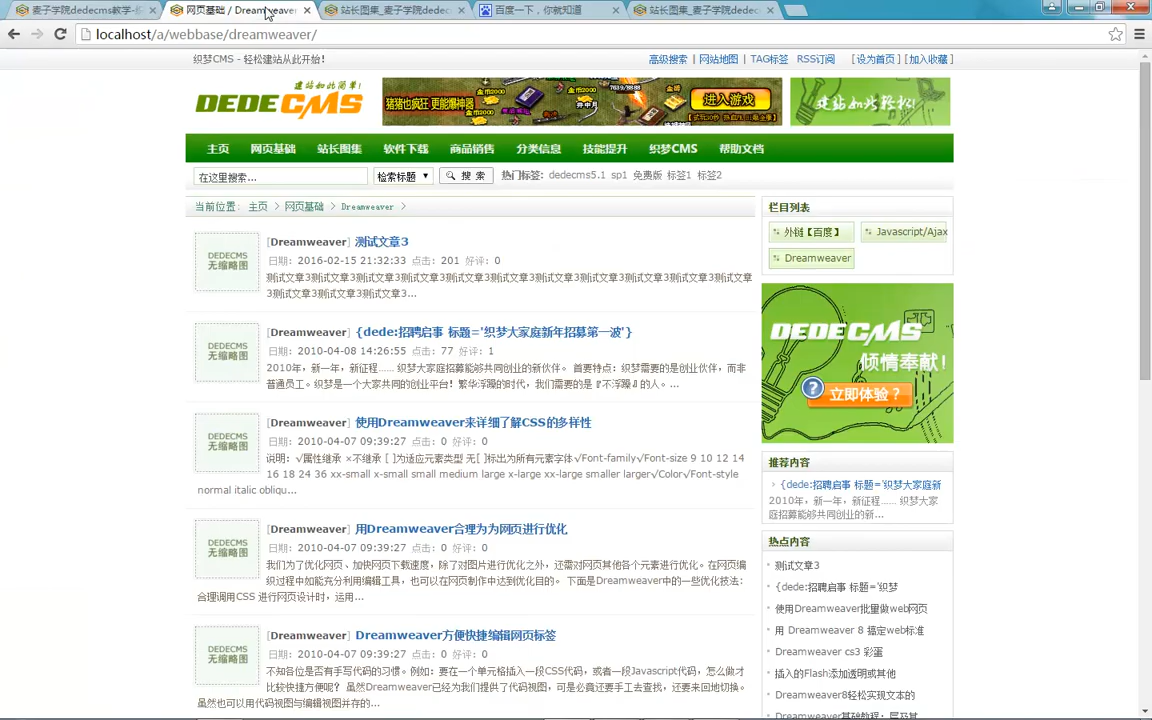 麦子学院dedecms教学-
网页基础 / Dreamweaver
站长图集_麦子学院dedec
百度一下，你就知道
站长图集_麦子学院dedec
localhost/a/webbase/dreamweaver/
织梦CMS - 轻松建站从此开始!
高级搜索 | 网站地图 | TAG标签 RSS订阅 [设为首页] [加入收藏]
建站如此简单!
DEDECMS
猪猪也疯狂 更能爆神器
进入游戏
建站如此轻松!
主页 网页基础 站长图集 软件下载 商品销售 分类信息 技能提升 织梦CMS 帮助文档
在这里搜索... 检索标题 搜 索 热门标签: dedecms5.1 sp1 免费版 标签1 标签2
当前位置: 主页 > 网页基础 > Dreamweaver >
DEDECMS
无缩略图
[Dreamweaver] 测试文章3
日期: 2016-02-15 21:32:33 点击: 201 好评: 0
测试文章3测试文章3测试文章3测试文章3测试文章3测试文章3测试文章3测试文章3测试文章3测试文章
3测试文章3测试文章3...
DEDECMS
无缩略图
[Dreamweaver] {dede:招聘启事 标题='织梦大家庭新年招募第一波'}
日期: 2010-04-08 14:26:55 点击: 77 好评: 1
2010年，新一年，新征程...... 织梦大家庭招募能够共同创业的新伙伴。 首要特点：织梦需要的是创业伙伴，而非
普通员工。织梦是一个大家共同的创业平台！繁华浮躁的时代，我们需要的是『不浮躁』的人。...
DEDECMS
无缩略图
[Dreamweaver] 使用Dreamweaver来详细了解CSS的多样性
日期: 2010-04-07 09:39:27 点击: 0 好评: 0
说明: √属性继承 ×不继承 [ ]为适应元素类型 无[ ]标出为所有元素字体√Font-family√Font-size 9 10 12 14
16 18 24 36 xx-small x-small small medium large x-large xx-large smaller larger√Color√Font-style
normal italic obliqu...
DEDECMS
无缩略图
[Dreamweaver] 用Dreamweaver合理为为网页进行优化
日期: 2010-04-07 09:39:27 点击: 0 好评: 0
我们为了优化网页、加快网页下载速度，除了对图片进行优化之外，还需对网页其他各个元素进行优化。在网页编
织过程中如能充分利用编辑工具，也可以在网页制作中达到优化目的。 下面是Dreamweaver中的一些优化技法:
合理调用CSS 进行网页设计时，运用...
DEDECMS
无缩略图
[Dreamweaver] Dreamweaver方便快捷编辑网页标签
日期: 2010-04-07 09:39:27 点击: 0 好评: 0
不知各位是否有手写代码的习惯。例如：要在一个单元格插入一段CSS代码，或者一段Javascript代码，怎么做才
比较快捷方便呢? 虽然Dreamweaver已经为我们提供了代码视图，可是必竟还要手工去查找，还要来回地切换。
虽然也可以用代码视图与编辑视图并存的...
栏目列表
外链【百度】 Javascript/Ajax
Dreamweaver
DEDECMS
倾情奉献!
? 立即体验?
推荐内容
{dede:招聘启事 标题='织梦大家庭新
2010年，新一年，新征程...... 织梦大家
庭招募能够共同创业的新...
热点内容
测试文章3
{dede:招聘启事 标题='织梦
使用Dreamweaver批量做web网页
用 Dreamweaver 8 搞定web标准
Dreamweaver cs3 彩蛋
插入的Flash添加透明或其他
Dreamweaver8轻松实现文本的